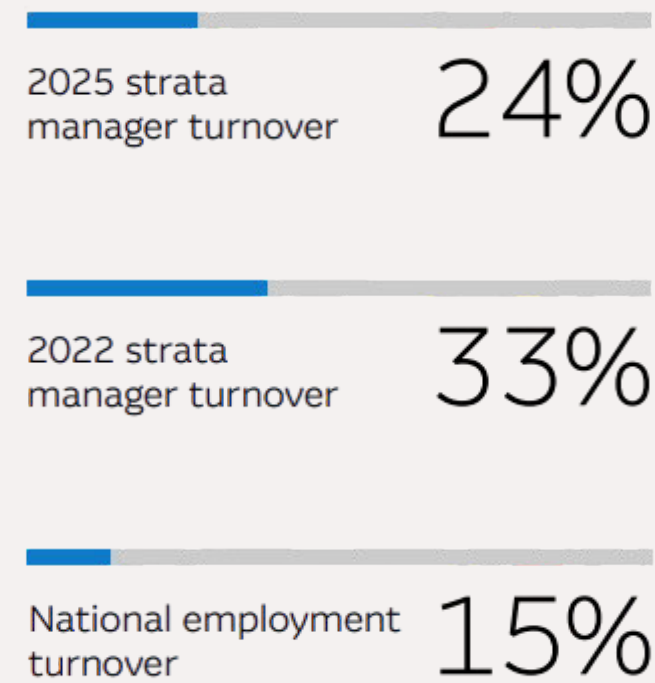 2025 strata
manager turnover
24%
2022 strata
manager turnover
33%
National employment
turnover
15%